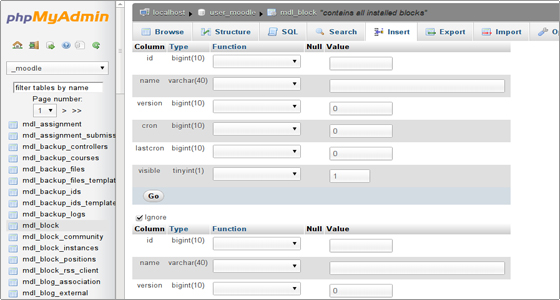 phpMyAdmin
_moodle
filter tables by name
Page number:
1 > >>
mdl_assignment
mdl_assignment_submiss
mdl_backup_controllers
mdl_backup_courses
mdl_backup_files
mdl_backup_files_templat
mdl_backup_ids
mdl_backup_ids_template
mdl_backup_logs
mdl_block
mdl_block_community
mdl_block_instances
mdl_block_positions
mdl_block_rss_client
mdl_blog_association
mdl_blog_external
localhost user_moodle mdl_block "contains all installed blocks"
Browse Structure SQL Search Insert Export Import O
Column Type Function Null Value
id bigint(10)
name varchar(40)
version bigint(10) 0
cron bigint(10) 0
lastcron bigint(10) 0
visible tinyint(1) 1
Go
Ignore
Column Type Function Null Value
id bigint(10)
name varchar(40)
version bigint(10) 0